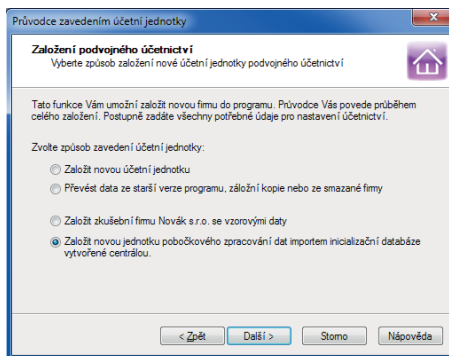 Průvodce zavedením účetní jednotky
Založení podvojného účetnictví
Vyberte způsob založení nové účetní jednotky podvojného účetnictví
Tato funkce Vám umožní založit novou firmu do programu. Průvodce Vás povede průběhem
celého založení. Postupně zadáte všechny potřebné údaje pro nastavení účetnictví.
Zvolte způsob zavedení účetní jednotky:
Založit novou účetní jednotku
Převést data ze starší verze programu, záložní kopie nebo ze smazané firmy
Založit zkušební firmu Novák s.r.o. se vzorovými daty
Založit novou jednotku pobočkového zpracování dat importem inicializační databáze
vytvořené centrálou.
< Zpět Další > Storno Nápověda